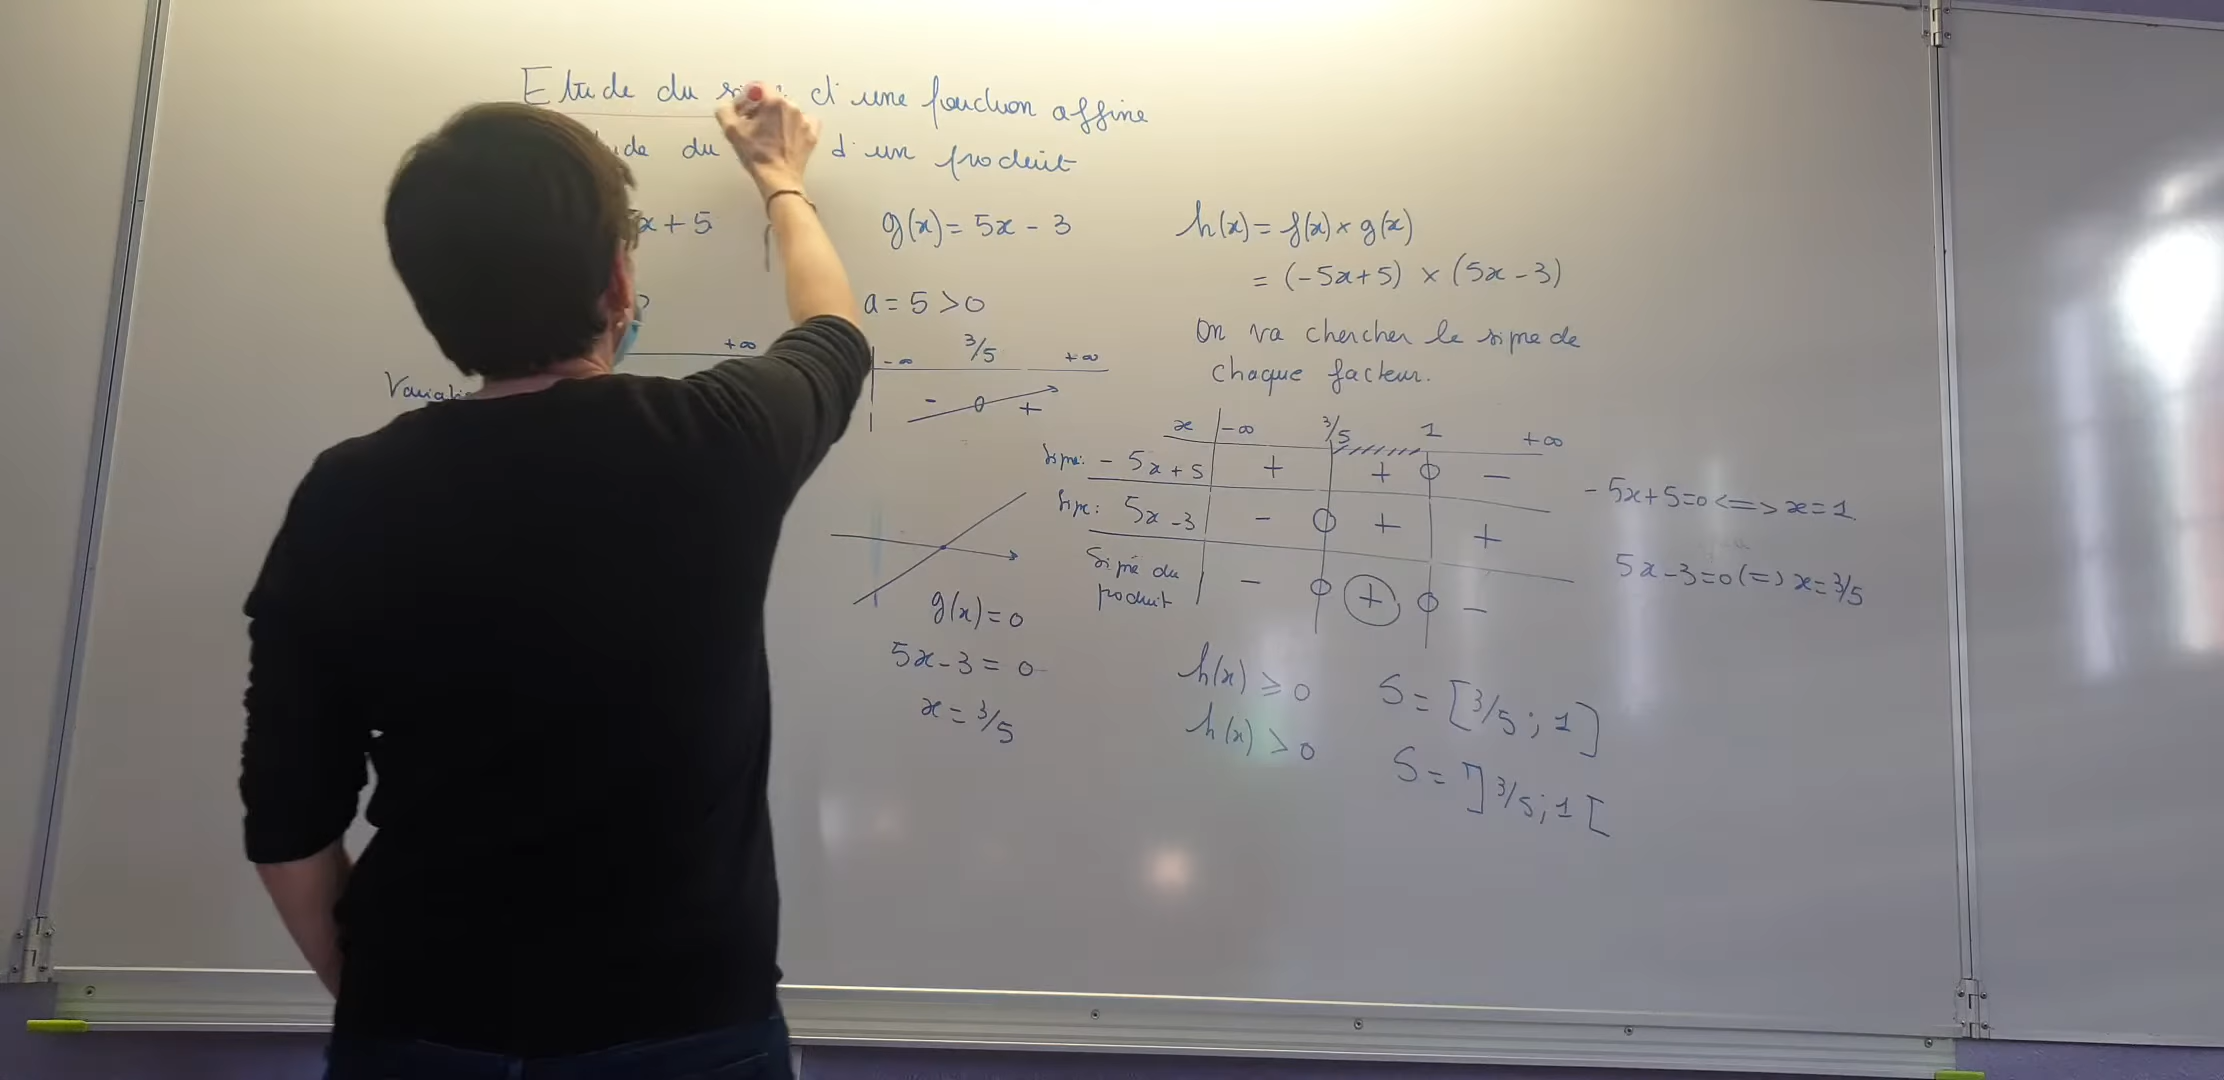 Etude du d'une fonction affine
du d'un produit
x + 5
g(x) = 5x - 3
a = 5 > 0
+∞
-∞ 3/5 +∞
- 0 +
g(x) = 0
5x - 3 = 0
x = 3/5
h(x) = f(x) × g(x)
= (-5x+5) × (5x-3)
On va chercher le signe de
chaque facteur.
x -∞ 3/5 1 +∞
signe: -5x+5 + + 0 -
signe: 5x-3 - 0 + +
Signe du produit - 0 + 0 -
-5x+5=0 <=> x=1
5x-3=0 <=> x=3/5
h(x) ⩾ 0 S = [3/5 ; 1]
h(x) > 0 S = ]3/5 ; 1[